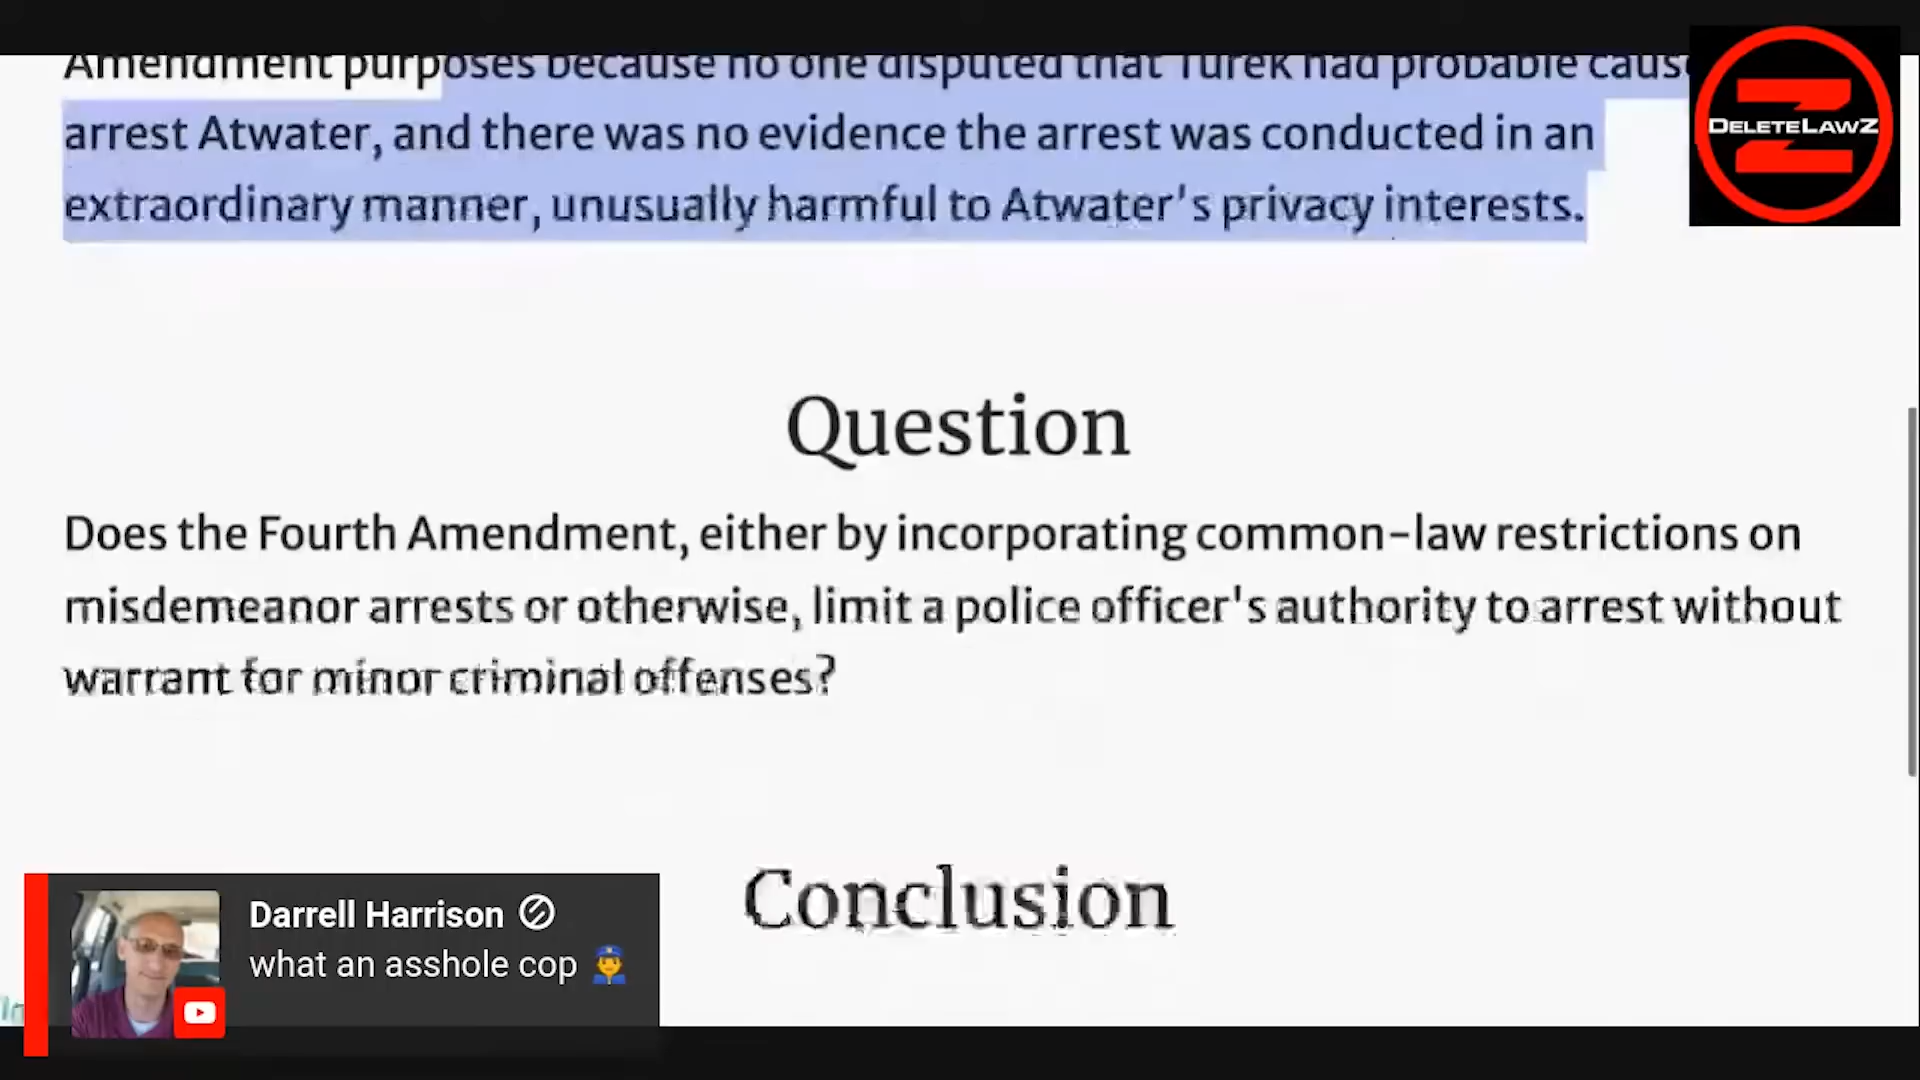 Amendment purposes because no one disputed that Turek had probable cause
arrest Atwater, and there was no evidence the arrest was conducted in an
extraordinary manner, unusually harmful to Atwater's privacy interests.
DELETELAWZ
Question
Does the Fourth Amendment, either by incorporating common-law restrictions on
misdemeanor arrests or otherwise, limit a police officer's authority to arrest without
warrant for minor criminal offenses?
Conclusion
Darrell Harrison
what an asshole cop